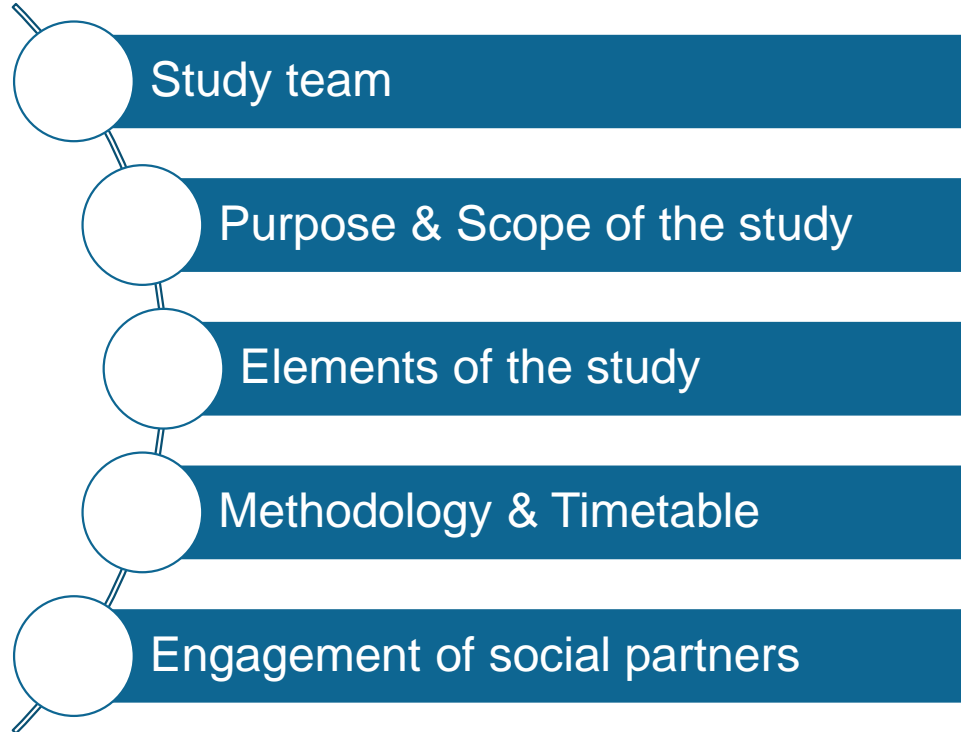 Study team
Purpose & Scope of the study
Elements of the study
Methodology & Timetable
Engagement of social partners